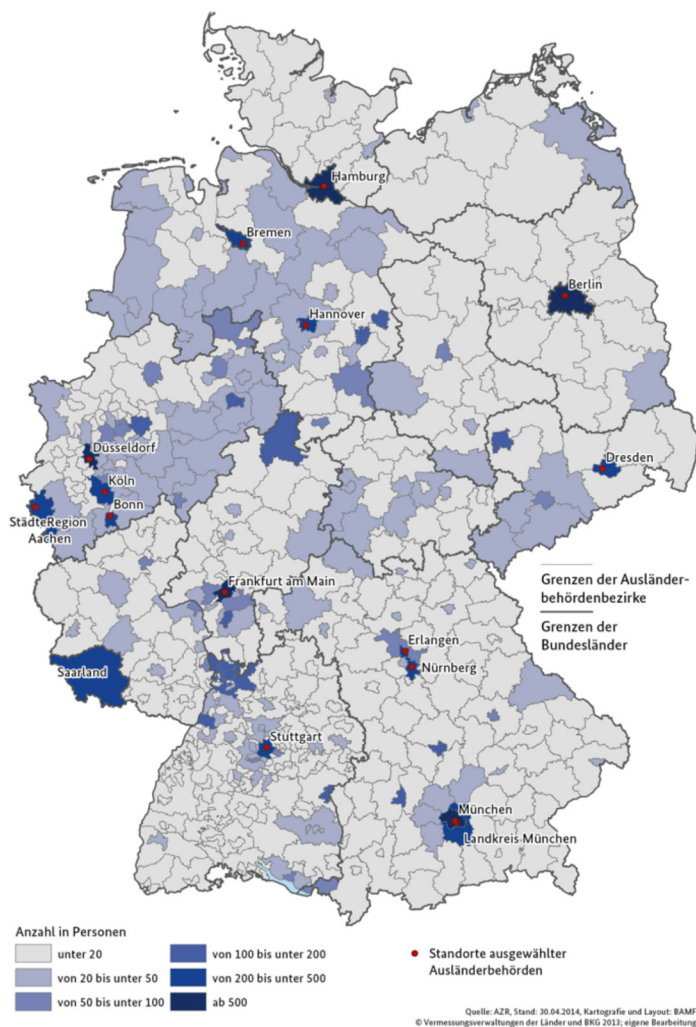 Hamburg
Bremen
Berlin
Hannover
Düsseldorf
Dresden
Köln
Bonn
StädteRegion
Aachen
Grenzen der Auslände­r-
behördenbezirke
Frankfurt am Main
Grenzen der
Bundesländer
Erlangen
Saarland
Nürnberg
Stuttgart
München
Landkreis München
Anzahl in Personen
unter 20
von 100 bis unter 200
Standorte ausgewählter
Ausländerbehörden
von 20 bis unter 50
von 200 bis unter 500
von 50 bis unter 100
ab 500
Quelle: AZR, Stand: 30.04.2014, Kartografie und Layout: BAMF
© Vermessungsverwaltungen der Länder und BKG 2013; eigene Bearbeitung